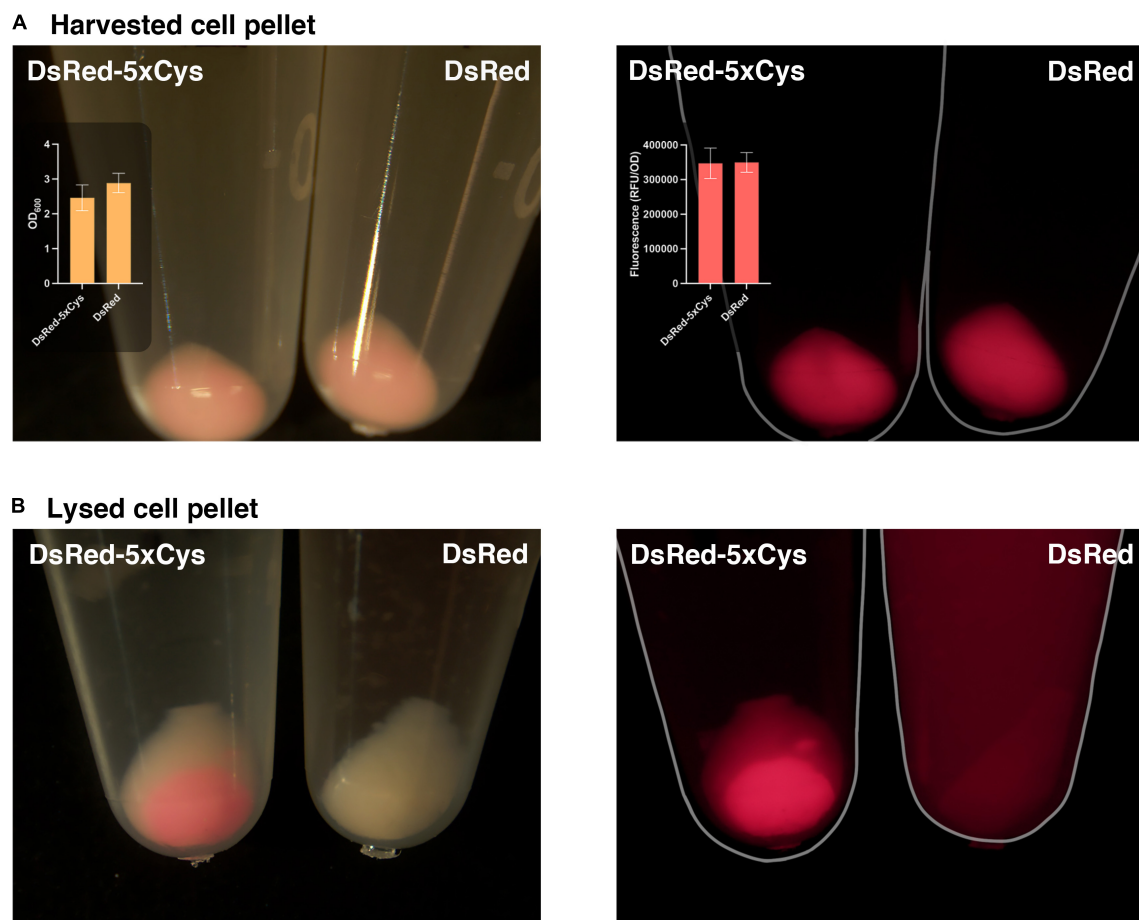 A Harvested cell pellet
DsRed-5xCys
DsRed
4
3
2
1
0
OD600
DsRed-5xCys
DsRed
DsRed-5xCys
DsRed
400000
300000
200000
100000
0
Fluorescence (RFU/OD)
DsRed-5xCys
DsRed
B Lysed cell pellet
DsRed-5xCys
DsRed
DsRed-5xCys
DsRed